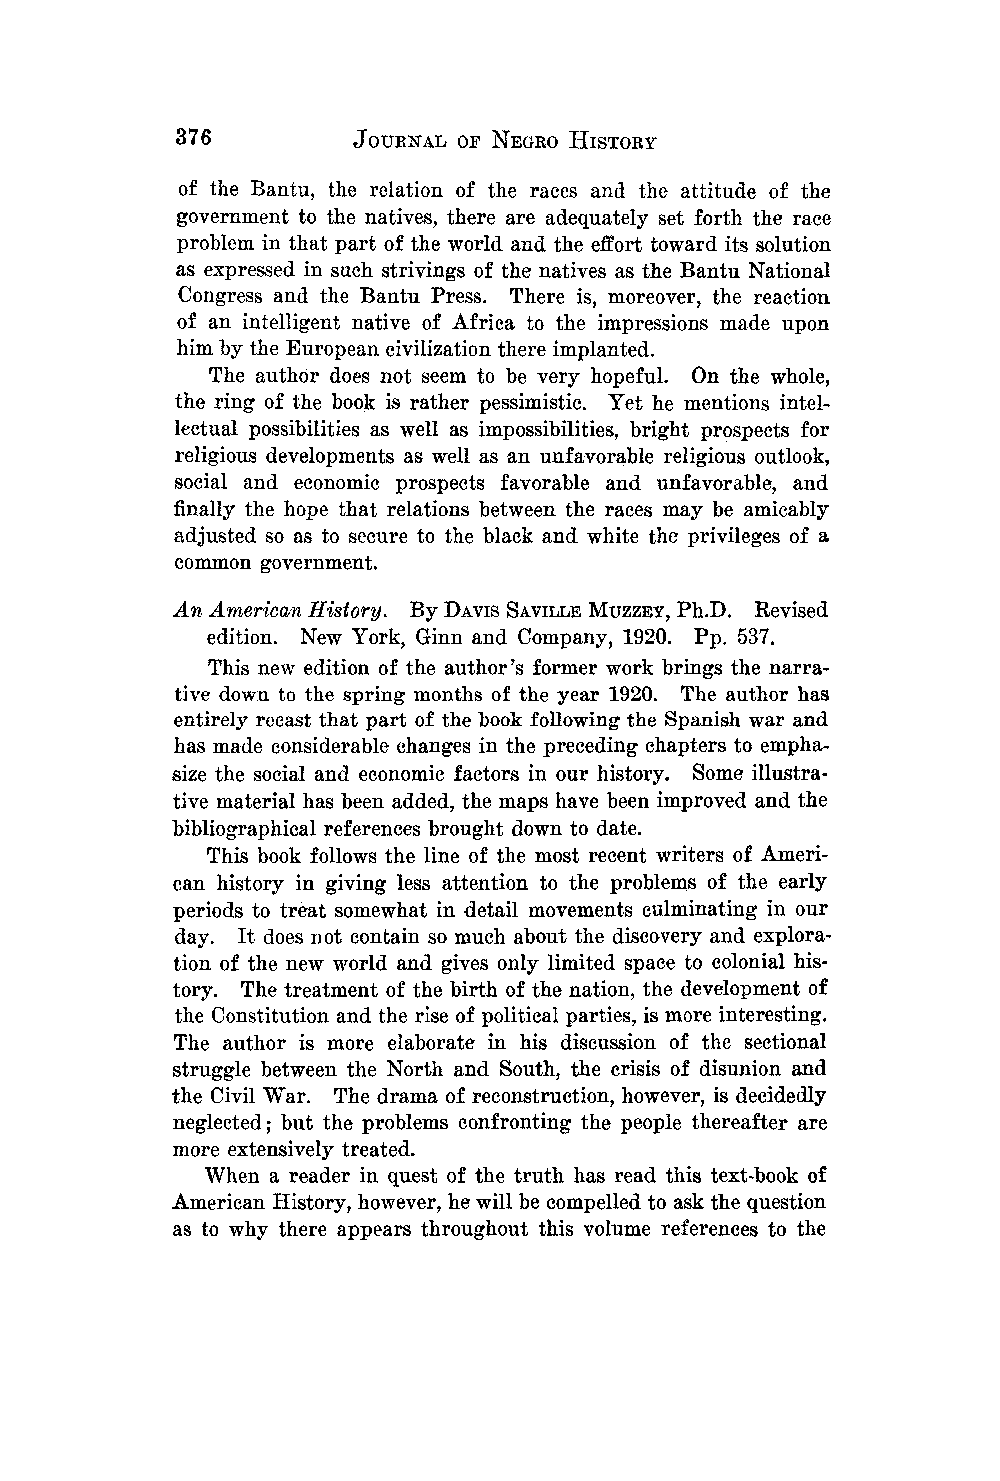 376 JOURNAL OF NEGRO HISTORY
of the Bantu, the relation of the races and the attitude of the
government to the natives, there are adequately set forth the race
problem in that part of the world and the effort toward its solution
as expressed in such strivings of the natives as the Bantu National
Congress and the Bantu Press. There is, moreover, the reaction
of an intelligent native of Africa to the impressions made upon
him by the European civilization there implanted.
The author does not seem to be very hopeful. On the whole,
the ring of the book is rather pessimistic. Yet he mentions intel-
lectual possibilities as well as impossibilities, bright prospects for
religious developments as well as an unfavorable religious outlook,
social and economic prospects favorable and unfavorable, and
finally the hope that relations between the races may be amicably
adjusted so as to secure to the black and white the privileges of a
common government.
An American History. By DAVIS SAVILLE MUZZEY, Ph.D. Revised
edition. New York, Ginn and Company, 1920. Pp. 537.
This new edition of the author's former work brings the narra-
tive down to the spring months of the year 1920. The author has
entirely recast that part of the book following the Spanish war and
has made considerable changes in the preceding chapters to empha-
size the social and economic factors in our history. Some illustra-
tive material has been added, the maps have been improved and the
bibliographical references brought down to date.
This book follows the line of the most recent writers of Ameri-
can history in giving less attention to the problems of the early
periods to treat somewhat in detail movements culminating in our
day. It does not contain so much about the discovery and explora-
tion of the new world and gives only limited space to colonial his-
tory. The treatment of the birth of the nation, the development of
the Constitution and the rise of political parties, is more interesting.
The author is more elaborate in his discussion of the sectional
struggle between the North and South, the crisis of disunion and
the Civil War. The drama of reconstruction, however, is decidedly
neglected; but the problems confronting the people thereafter are
more extensively treated.
When a reader in quest of the truth has read this text-book of
American History, however, he will be compelled to ask the question
as to why there appears throughout this volume references to the